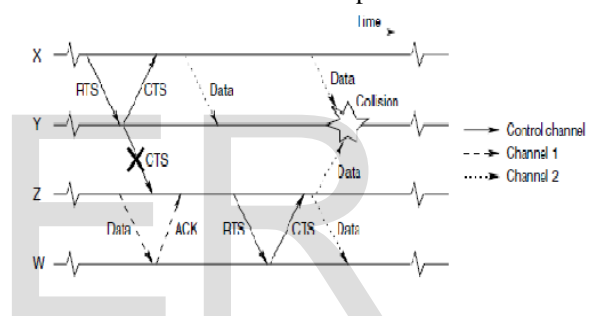 Time
X
RTS
CTS
Data
Data
Collision
Y
CTS
Data
Z
Data
ACK
RTS
CTS
Data
W
Control channel
Channel 1
Channel 2
ER